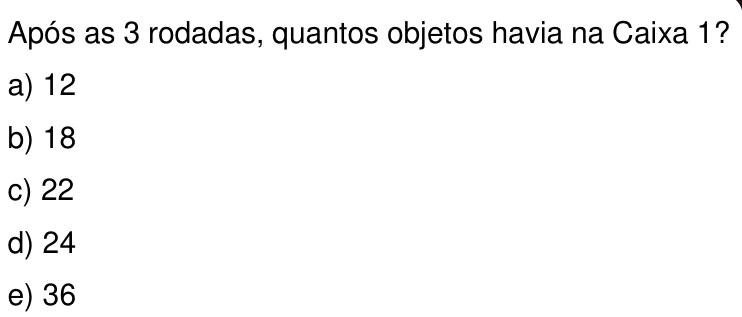 Após as 3 rodadas, quantos objetos havia na Caixa 1?
a) 12
b) 18
c) 22
d) 24
e) 36